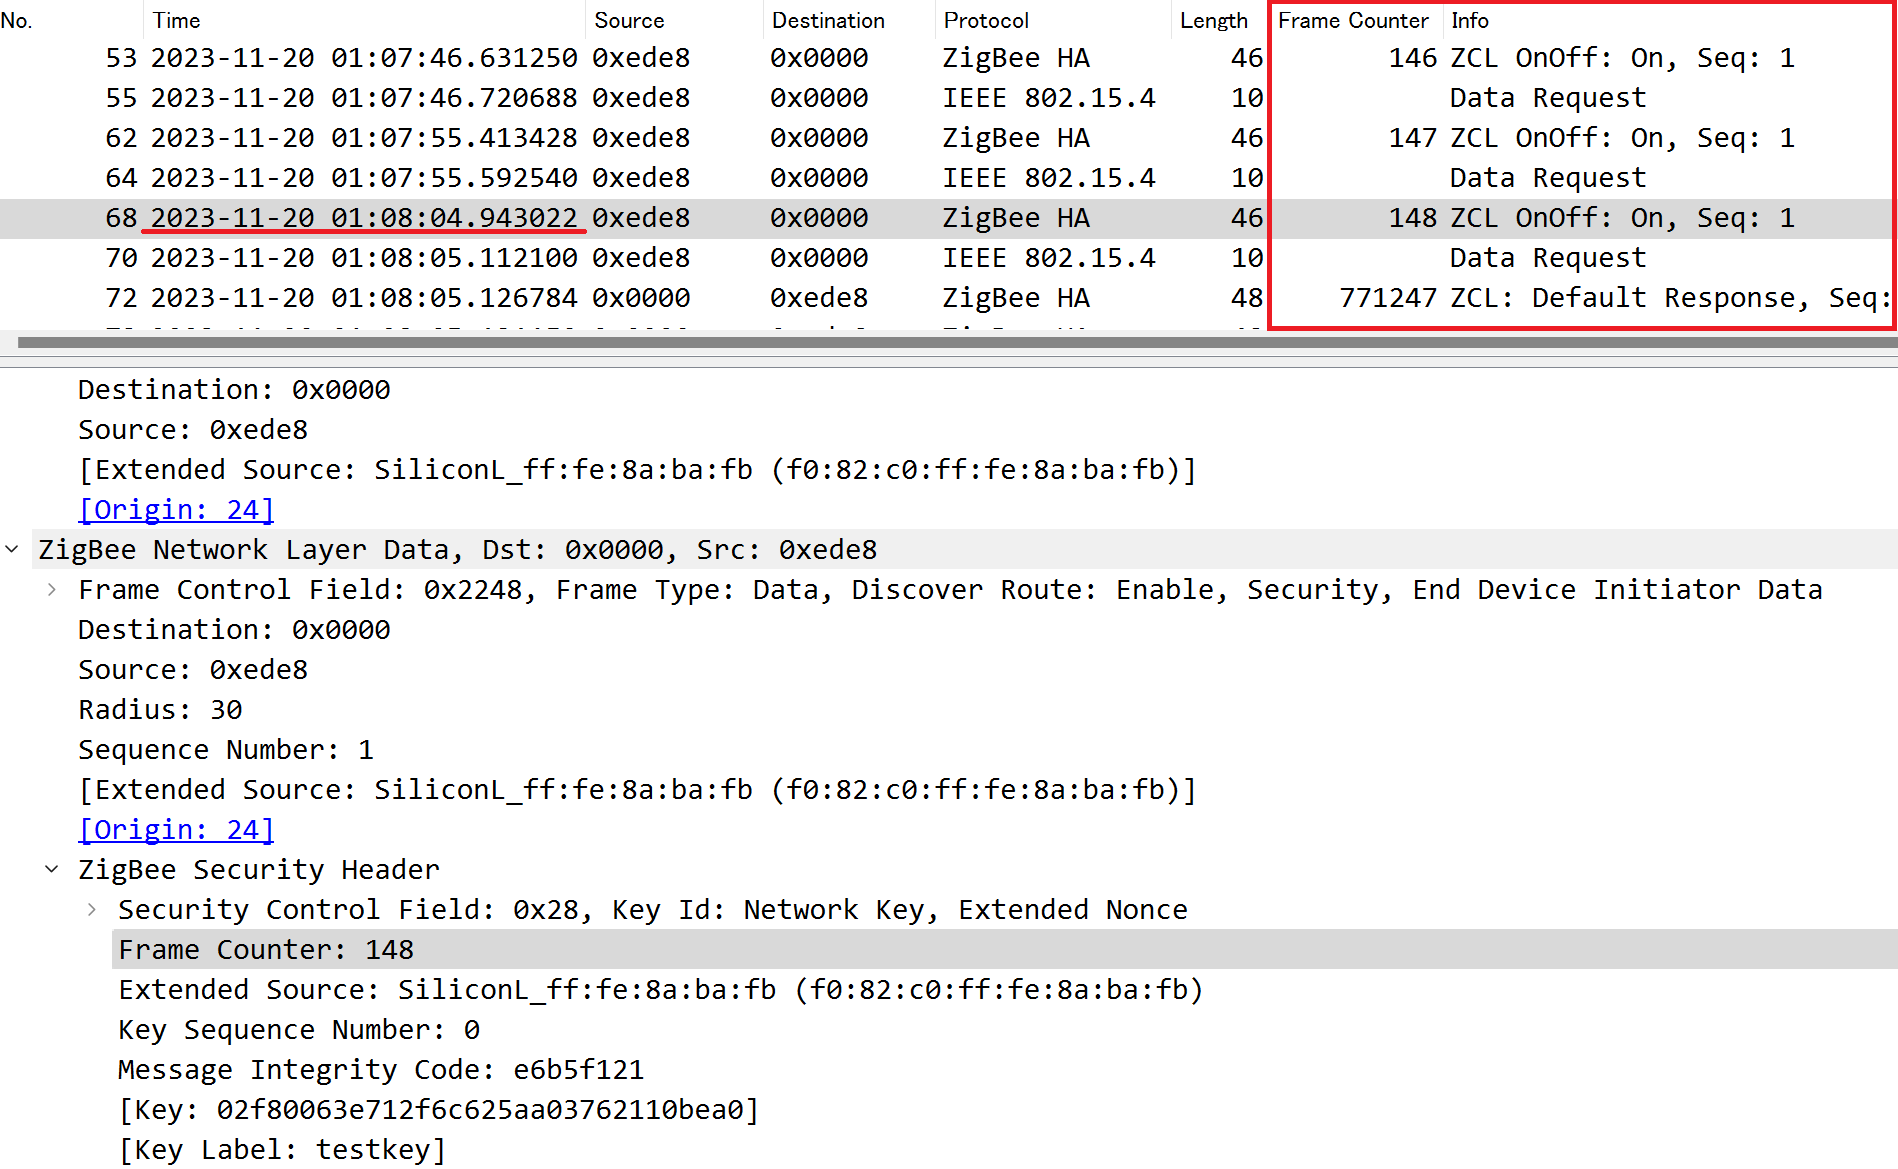 No. Time Source Destination Protocol Length Frame Counter Info
53 2023-11-20 01:07:46.631250 0xede8 0x0000 ZigBee HA 46 146 ZCL OnOff: On, Seq: 1
55 2023-11-20 01:07:46.720688 0xede8 0x0000 IEEE 802.15.4 10 Data Request
62 2023-11-20 01:07:55.413428 0xede8 0x0000 ZigBee HA 46 147 ZCL OnOff: On, Seq: 1
64 2023-11-20 01:07:55.592540 0xede8 0x0000 IEEE 802.15.4 10 Data Request
68 2023-11-20 01:08:04.943022 0xede8 0x0000 ZigBee HA 46 148 ZCL OnOff: On, Seq: 1
70 2023-11-20 01:08:05.112100 0xede8 0x0000 IEEE 802.15.4 10 Data Request
72 2023-11-20 01:08:05.126784 0x0000 0xede8 ZigBee HA 48 771247 ZCL: Default Response, Seq:
Destination: 0x0000
Source: 0xede8
[Extended Source: SiliconL_ff:fe:8a:ba:fb (f0:82:c0:ff:fe:8a:ba:fb)]
[Origin: 24]
ZigBee Network Layer Data, Dst: 0x0000, Src: 0xede8
Frame Control Field: 0x2248, Frame Type: Data, Discover Route: Enable, Security, End Device Initiator Data
Destination: 0x0000
Source: 0xede8
Radius: 30
Sequence Number: 1
[Extended Source: SiliconL_ff:fe:8a:ba:fb (f0:82:c0:ff:fe:8a:ba:fb)]
[Origin: 24]
ZigBee Security Header
Security Control Field: 0x28, Key Id: Network Key, Extended Nonce
Frame Counter: 148
Extended Source: SiliconL_ff:fe:8a:ba:fb (f0:82:c0:ff:fe:8a:ba:fb)
Key Sequence Number: 0
Message Integrity Code: e6b5f121
[Key: 02f80063e712f6c625aa03762110bea0]
[Key Label: testkey]